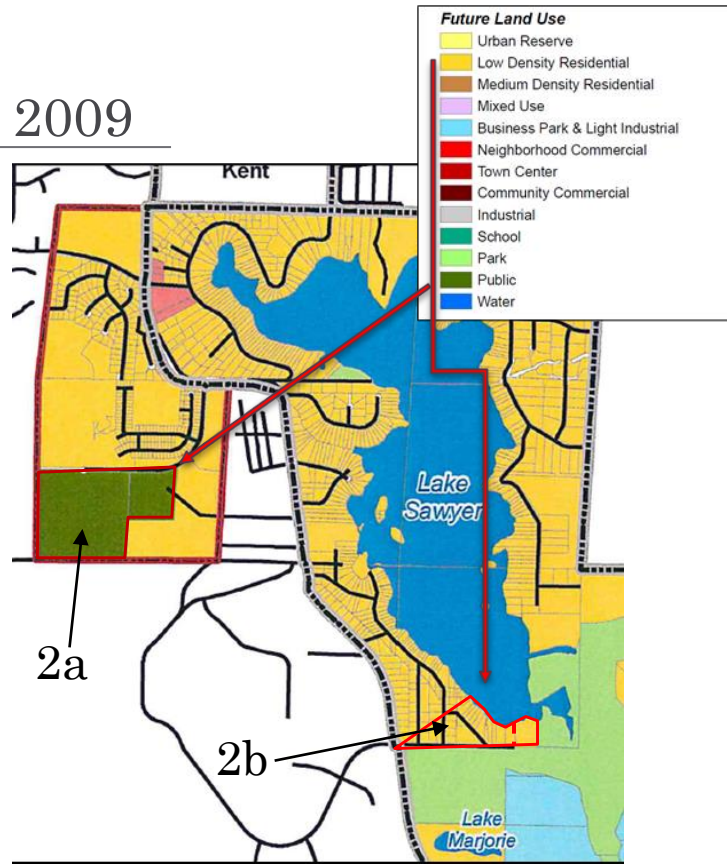 Future Land Use
Urban Reserve
Low Density Residential
Medium Density Residential
Mixed Use
Business Park & Light Industrial
Neighborhood Commercial
Town Center
Community Commercial
Industrial
School
Park
Public
Water
2009
Kent
Lake
Sawyer
2a
2b
Lake
Marjorie